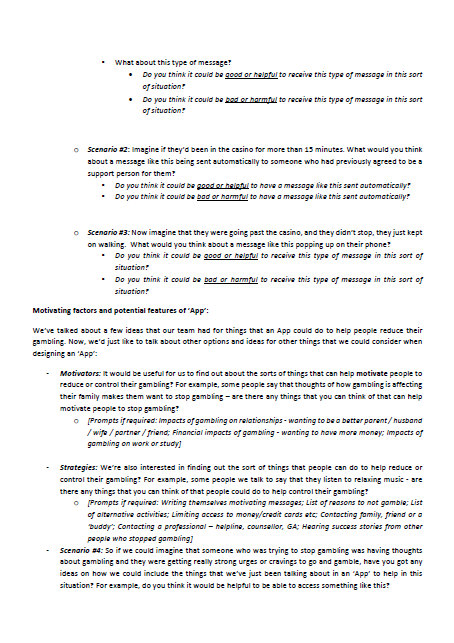 • What about this type of message?
• Do you think it could be good or helpful to receive this type of message in this sort
of situation?
• Do you think it could be bad or harmful to receive this type of message in this sort
of situation?
o Scenario #2: Imagine if they'd been in the casino for more than 15 minutes. What would you think
about a message like this being sent automatically to someone who had previously agreed to be a
support person for them?
• Do you think it could be good or helpful to have a message like this sent automatically?
• Do you think it could be bad or harmful to have a message like this sent automatically?
o Scenario #3: Now imagine that they were going past the casino, and they didn't stop, they just kept
on walking. What would you think about a message like this popping up on their phone?
• Do you think it could be good or helpful to receive this type of message in this sort of
situation?
• Do you think it could be bad or harmful to receive this type of message in this sort of
situation?
Motivating factors and potential features of 'App':
We've talked about a few ideas that our team had for things that an App could do to help people reduce their
gambling. Now, we'd just like to talk about other options and ideas for other things that we could consider when
designing an 'App':
- Motivators: It would be useful for us to find out about the sorts of things that can help motivate people to
reduce or control their gambling? For example, some people say that thoughts of how gambling is affecting
their family makes them want to stop gambling – are there any things that you can think of that can help
motivate people to stop gambling?
o [Prompts if required: Impacts of gambling on relationships - wanting to be a better parent / husband
/ wife / partner / friend; Financial impacts of gambling - wanting to have more money; Impacts of
gambling on work or study]
- Strategies: We're also interested in finding out the sort of things that people can do to help reduce or
control their gambling? For example, some people we talk to say that they listen to relaxing music - are
there any things that you can think of that people could do to help control their gambling?
o [Prompts if required: Writing themselves motivating messages; List of reasons to not gamble; List
of alternative activities; Limiting access to money/credit cards etc; Contacting family, friend or a
'buddy'; Contacting a professional – helpline, counsellor, GA; Hearing success stories from other
people who stopped gambling]
- Scenario #4: So if we could imagine that someone who was trying to stop gambling was having thoughts
about gambling and they were getting really strong urges or cravings to go and gamble, have you got any
ideas on how we could include the things that we've just been talking about in an 'App' to help in this
situation? For example, do you think it would be helpful to be able to access something like this?